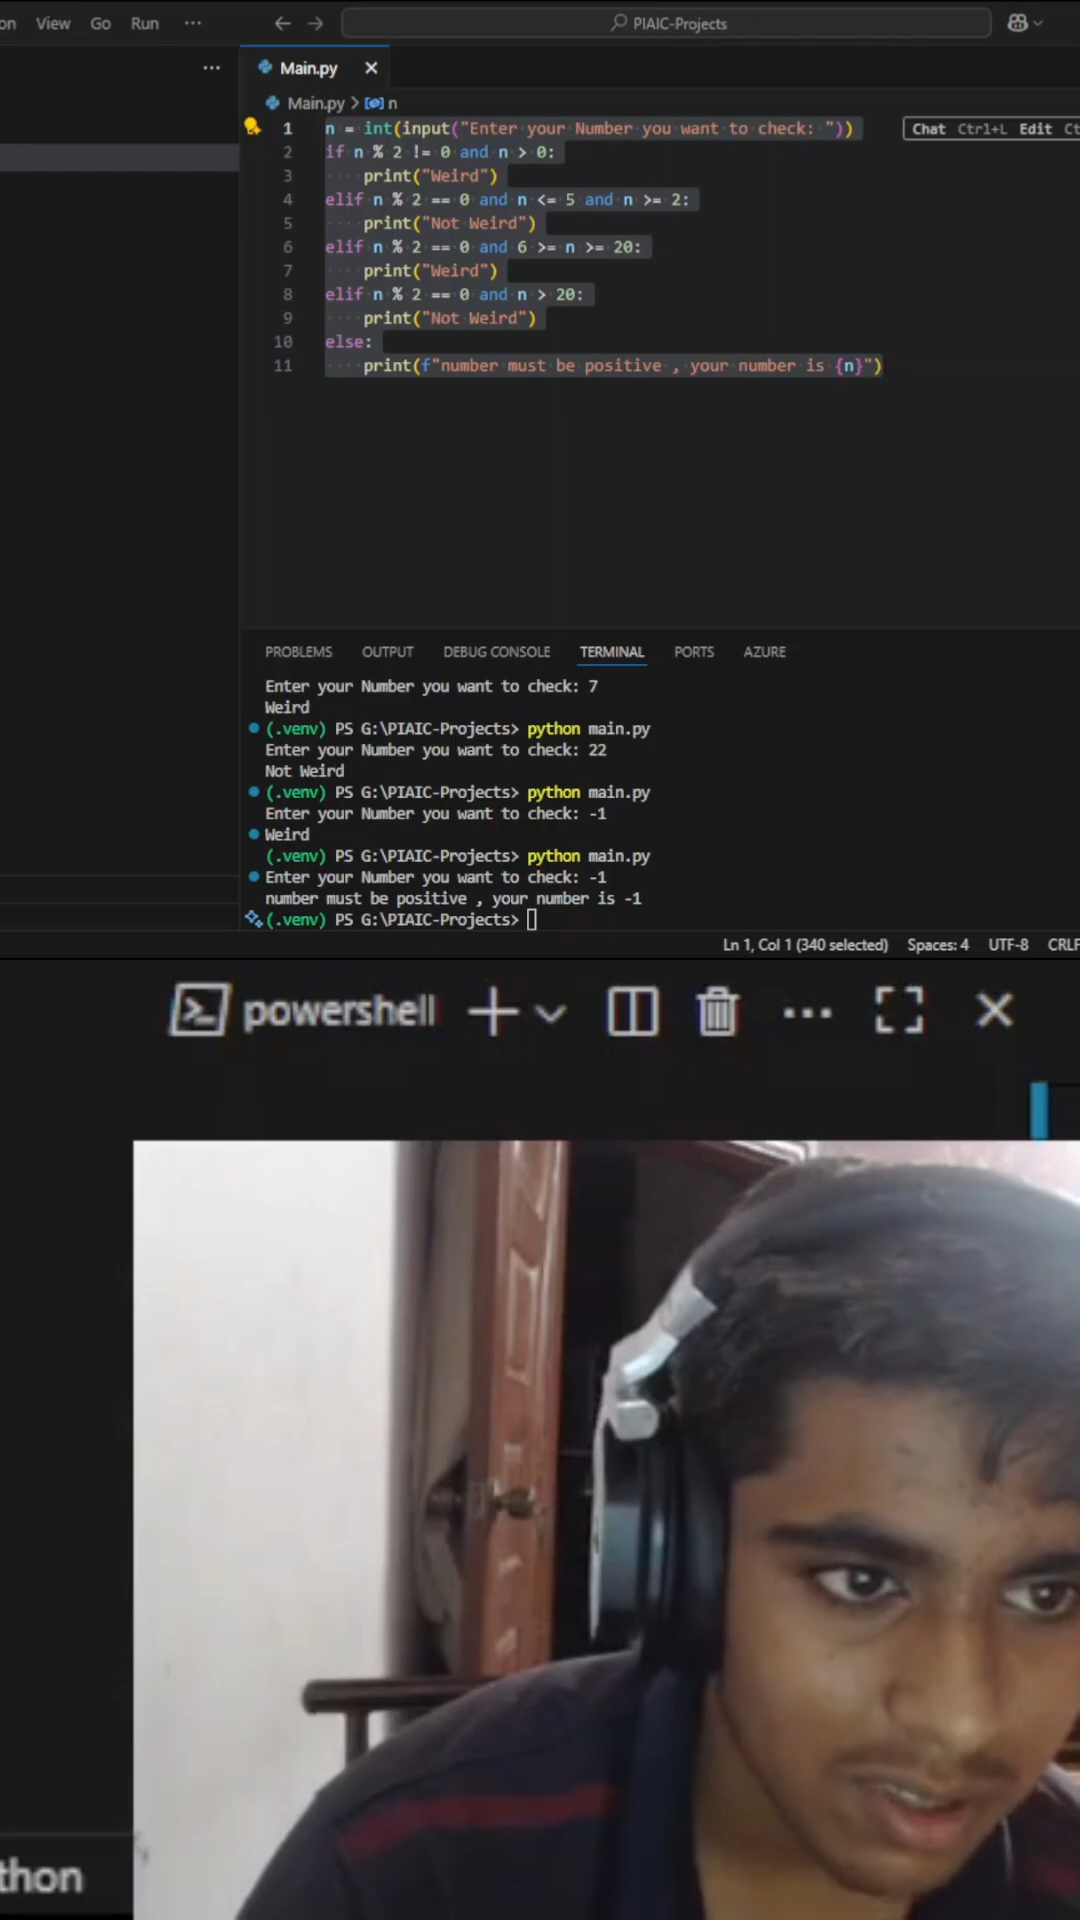 on View Go Run ··· PIAIC-Projects
Main.py
Main.py > n
1 n = int(input("Enter your Number you want to check: "))
Chat Ctrl+L Edit Ct
2 if n % 2 != 0 and n > 0:
3 print("Weird")
4 elif n % 2 == 0 and n <= 5 and n >= 2:
5 print("Not Weird")
6 elif n % 2 == 0 and 6 >= n >= 20:
7 print("Weird")
8 elif n % 2 == 0 and n > 20:
9 print("Not Weird")
10 else:
11 print(f"number must be positive , your number is {n}")
PROBLEMS OUTPUT DEBUG CONSOLE TERMINAL PORTS AZURE
Enter your Number you want to check: 7
Weird
(.venv) PS G:\PIAIC-Projects> python main.py
Enter your Number you want to check: 22
Not Weird
(.venv) PS G:\PIAIC-Projects> python main.py
Enter your Number you want to check: -1
Weird
(.venv) PS G:\PIAIC-Projects> python main.py
Enter your Number you want to check: -1
number must be positive , your number is -1
(.venv) PS G:\PIAIC-Projects>
Ln 1, Col 1 (340 selected) Spaces: 4 UTF-8 CRLF
powershell
thon